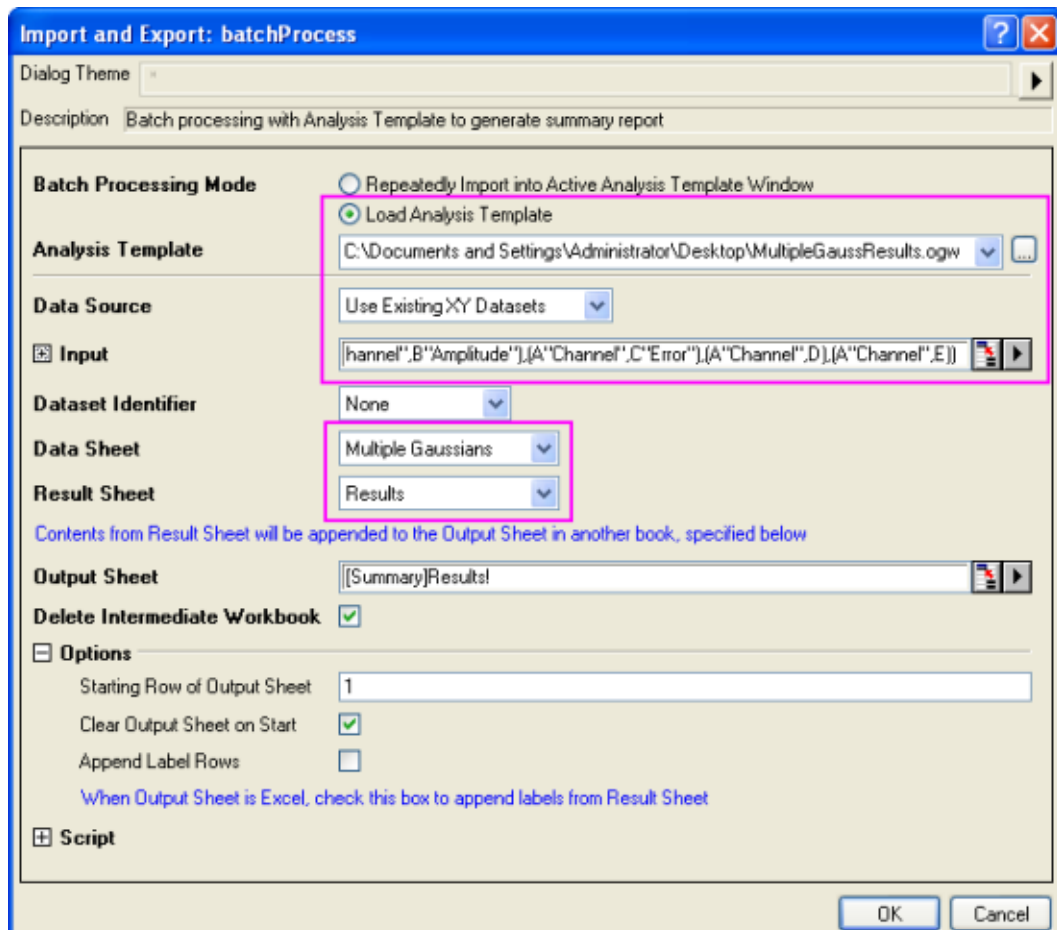 Import and Export: batchProcess
Dialog Theme *
Description Batch processing with Analysis Template to generate summary report
Batch Processing Mode Repeatedly Import into Active Analysis Template Window
Load Analysis Template
Analysis Template C:\Documents and Settings\Administrator\Desktop\MultipleGaussResults.ogw ...
Data Source Use Existing XY Datasets
Input hannel",B"Amplitude"),(A"Channel",C"Error"),(A"Channel",D),(A"Channel",E))
Dataset Identifier None
Data Sheet Multiple Gaussians
Result Sheet Results
Contents from Result Sheet will be appended to the Output Sheet in another book, specified below
Output Sheet [Summary]Results!
Delete Intermediate Workbook
Options
Starting Row of Output Sheet 1
Clear Output Sheet on Start
Append Label Rows
When Output Sheet is Excel, check this box to append labels from Result Sheet
Script
OK Cancel